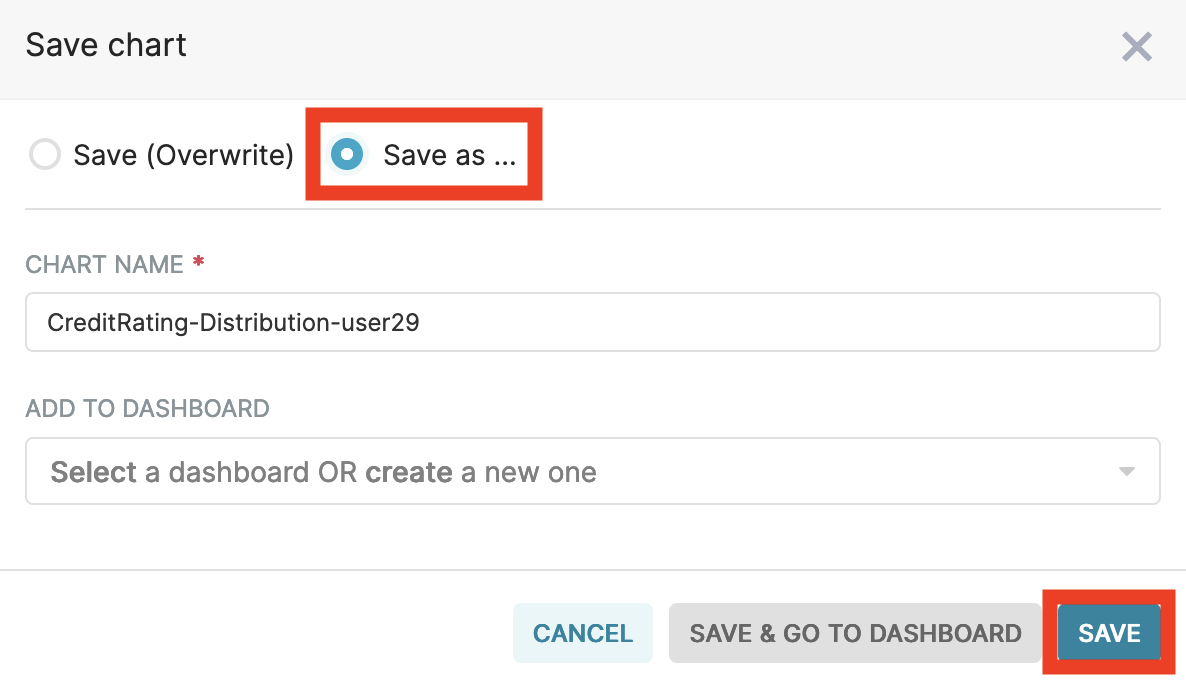 Save chart
Save (Overwrite) Save as ...
CHART NAME *
CreditRating-Distribution-user29
ADD TO DASHBOARD
Select a dashboard OR create a new one
CANCEL SAVE & GO TO DASHBOARD SAVE